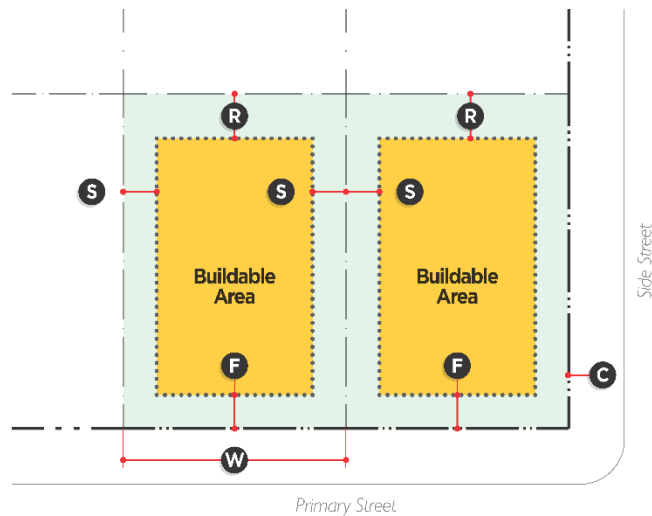 R
R
S
S
S
Buildable
Area
Buildable
Area
Side Street
F
F
C
W
Primary Street